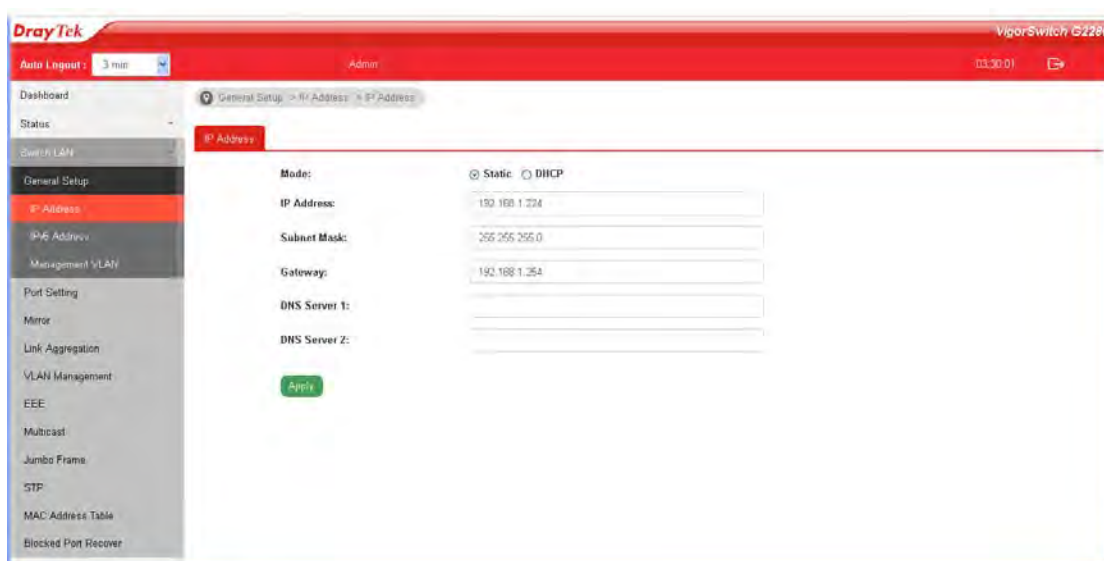 DrayTek
VigorSwitch G228
Auto Logout : 3 min
Admin
03:30:01
Dashboard
Status
Switch LAN
General Setup
IP Address
IPv6 Address
Management VLAN
Port Setting
Mirror
Link Aggregation
VLAN Management
EEE
Multicast
Jumbo Frame
STP
MAC Address Table
Blocked Port Recover
General Setup > IP Address > IP Address
IP Address
Mode: Static DHCP
IP Address: 192.168.1.224
Subnet Mask: 255.255.255.0
Gateway: 192.168.1.254
DNS Server 1:
DNS Server 2:
Apply